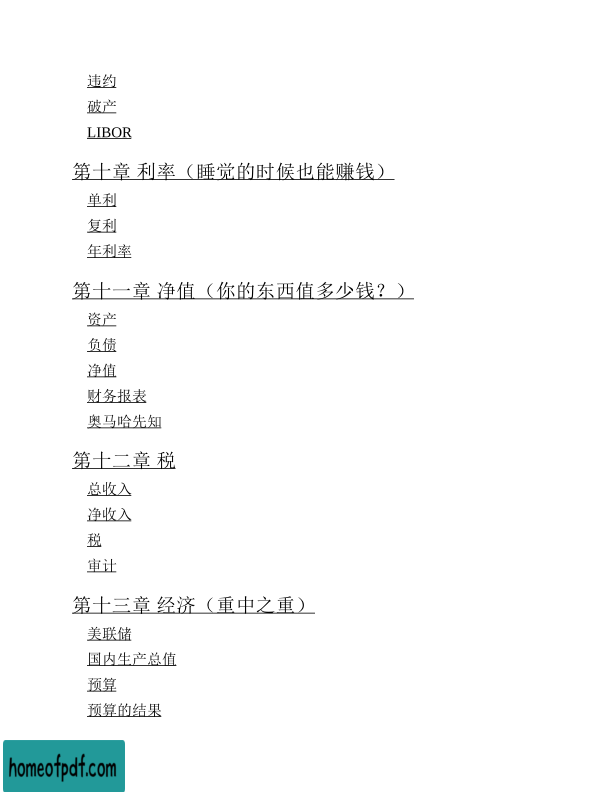 违约
破产
LIBOR
第十章 利率（睡觉的时候也能赚钱）
单利
复利
年利率
第十一章 净值（你的东西值多少钱？）
资产
负债
净值
财务报表
奥马哈先知
第十二章 税
总收入
净收入
税
审计
第十三章 经济（重中之重）
美联储
国内生产总值
预算
预算的结果
homeofpdf.com